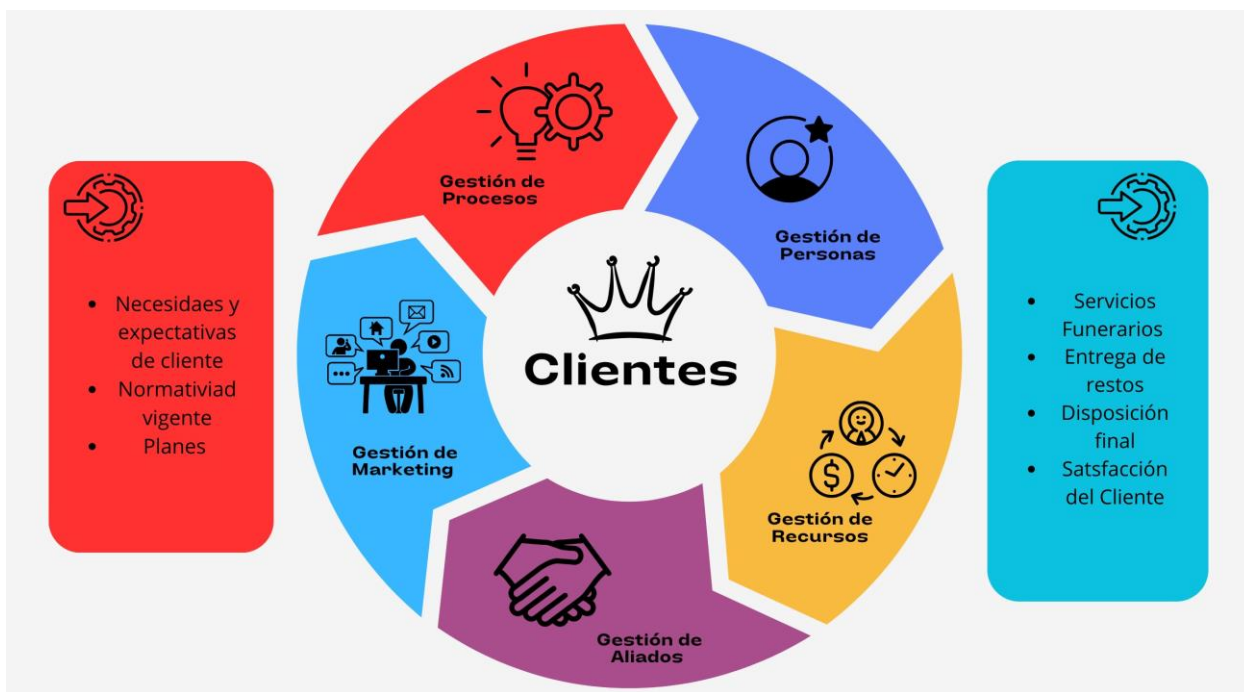 Necesidaes y
expectativas
de cliente
Normativiad
vigente
Planes
Gestión de
Procesos
Gestión de
Personas
Gestión de
Recursos
Gestión de
Aliados
Gestión de
Marketing
Clientes
Servicios
Funerarios
Entrega de
restos
Disposición
final
Satsfacción
del Cliente